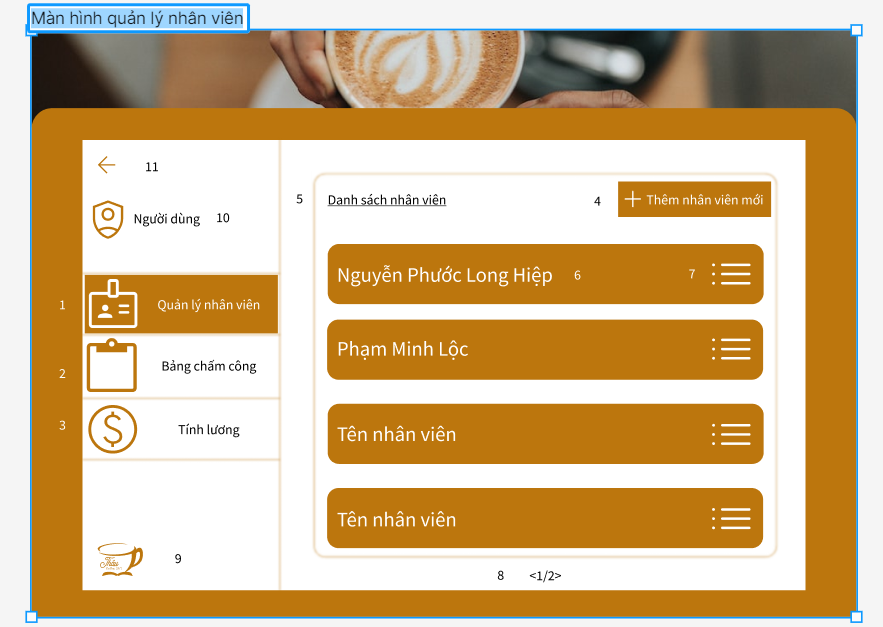 Màn hình quản lý nhân viên
11
Người dùng 10
5 Danh sách nhân viên 4 Thêm nhân viên mới
Nguyễn Phước Long Hiệp 6 7
1 Quản lý nhân viên
Phạm Minh Lộc
2 Bảng chấm công
3 Tính lương
Tên nhân viên
Tên nhân viên
9
8 <1/2>